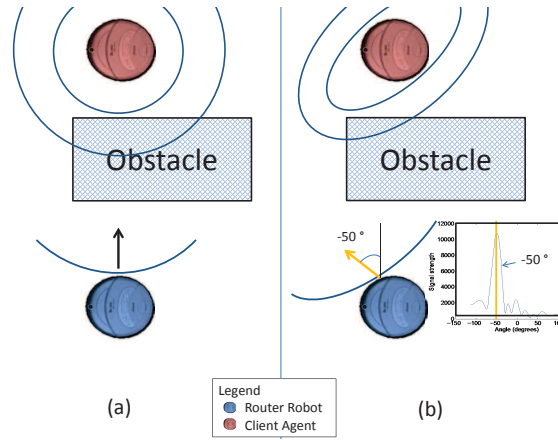 Obstacle
Obstacle
-50 °
12000
10000
8000
6000
4000
2000
0
Signal strength
-50 °
−150
−100
−50
0
50
Angle (degrees)
(a)
(b)
Legend
Router Robot
Client Agent